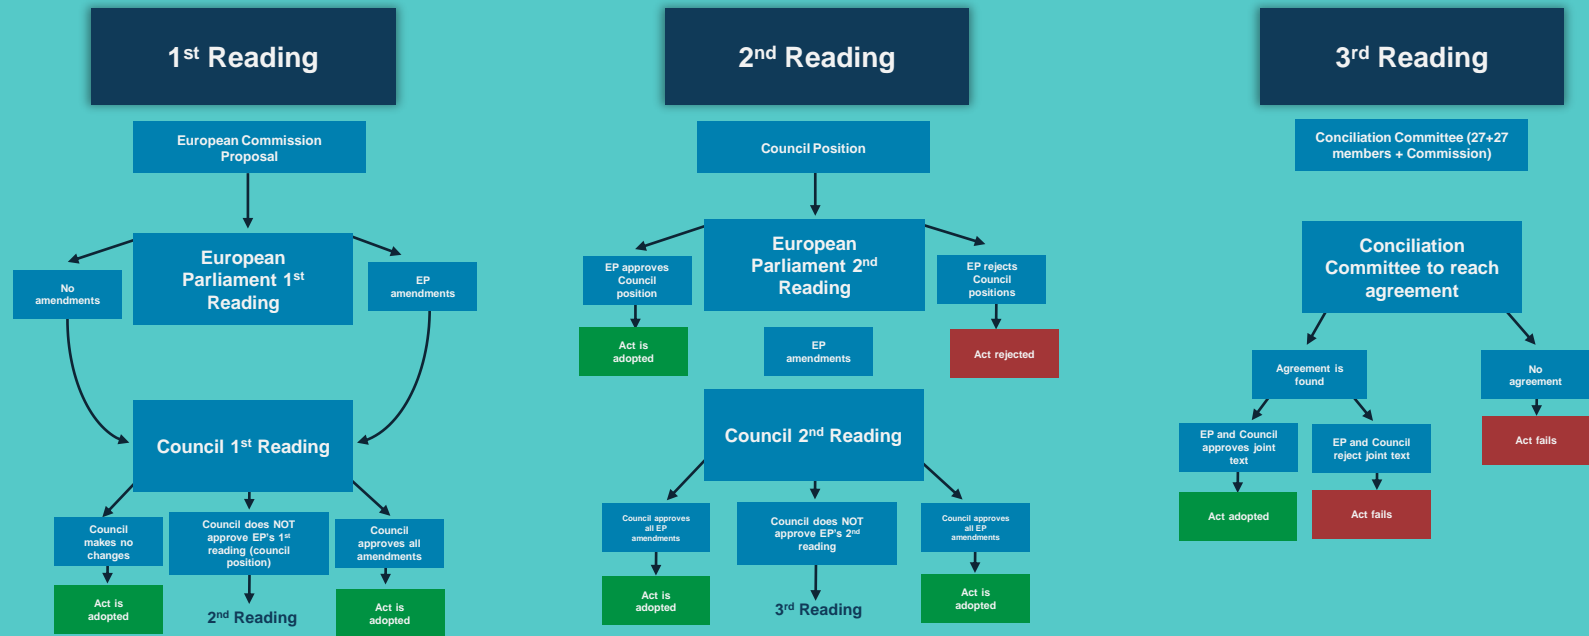 1st Reading
European Commission
Proposal
European
Parliament 1st
Reading
No
amendments
EP
amendments
Council 1st Reading
Council
makes no
changes
Council does NOT
approve EP's 1st
reading (council
position)
Council
approves all
amendments
Act is
adopted
2nd Reading
Act is
adopted
2nd Reading
Council Position
European
Parliament 2nd
Reading
EP approves
Council
position
EP rejects
Council
positions
Act is
adopted
EP
amendments
Act rejected
Council 2nd Reading
Council approves
all EP
amendments
Council does NOT
approve EP's 2nd
reading
Council approves
all EP
amendments
Act is
adopted
3rd Reading
Act is
adopted
3rd Reading
Conciliation Committee (27+27
members + Commission)
Conciliation
Committee to reach
agreement
Agreement is
found
No
agreement
EP and Council
approves joint
text
EP and Council
reject joint text
Act fails
Act adopted
Act fails